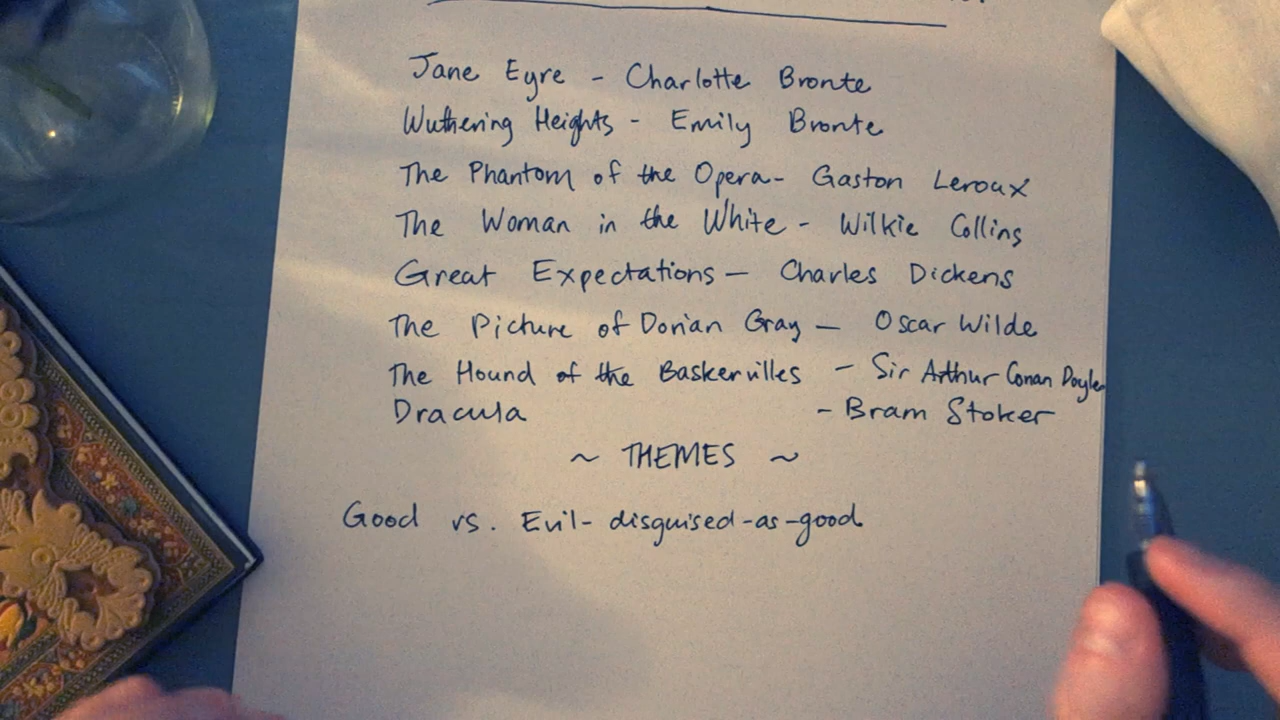 Jane Eyre - Charlotte Bronte
Wuthering Heights - Emily Bronte
The Phantom of the Opera - Gaston Leroux
The Woman in the White - Wilkie Collins
Great Expectations - Charles Dickens
The Picture of Dorian Gray - Oscar Wilde
The Hound of the Baskervilles - Sir Arthur Conan Doyle
Dracula - Bram Stoker
~ THEMES ~
Good vs. Evil-disguised-as-good